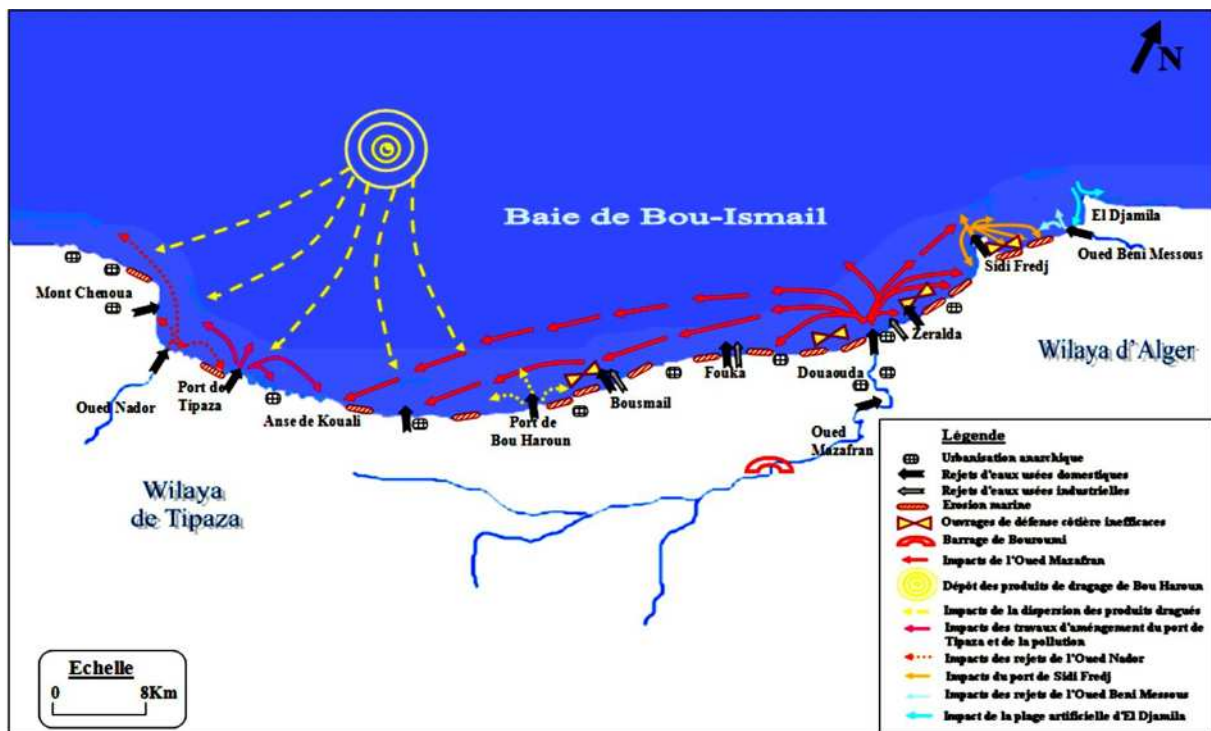 N
Baie de Bou-Ismail
El Djamila
Sidi Fredj
Oued Beni Messous
Mont Chenoua
Zeralda
Wilaya d'Alger
Fouka
Douaouda
Port de
Tipaza
Oued Nador
Anse de Kouali
Bousmail
Port de
Bou Haroun
Oued
Mazafran
Wilaya
de Tipaza
Légende
Urbanisation anarchique
Rejets d'eaux usées domestiques
Rejets d'eaux usées industrielles
Erosion marine
Ouvrages de défense côtière inefficaces
Barrage de Bouroumi
Impacts de l'Oued Mazafran
Dépôt des produits de dragage de Bou Haroun
Impacts de la dispersion des produits dragués
Impacts des travaux d'améngement du port de
Tipaza et de la pollution
Impacts des rejets de l'Oued Nador
Impacts du port de Sidi Fredj
Impacts des rejets de l'Oued Beni Messous
Impact de la plage artificielle d'El Djamila
Echelle
0 8Km